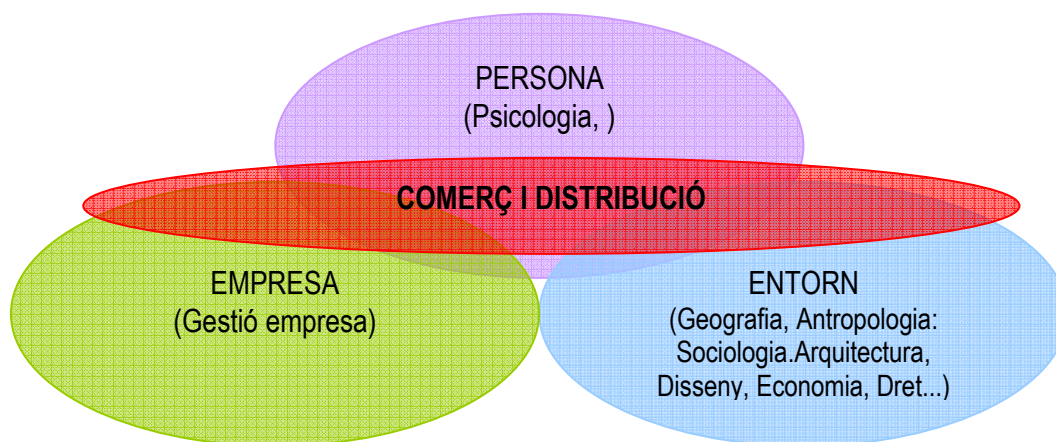 PERSONA
(Psicologia, )
COMERÇ I DISTRIBUCIÓ
EMPRESA
(Gestió empresa)
ENTORN
(Geografia, Antropologia:
Sociologia.Arquitectura,
Disseny, Economia, Dret...)